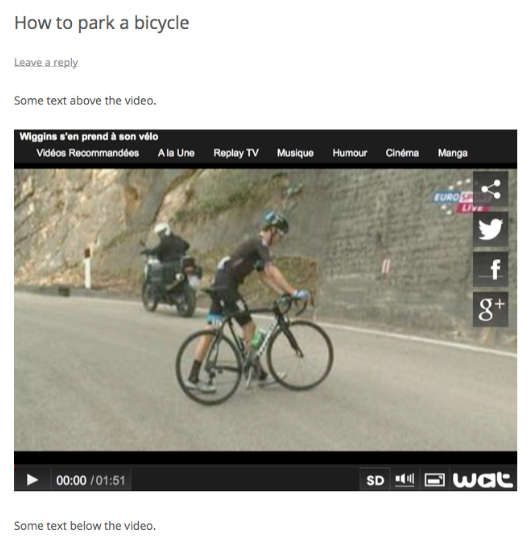 How to park a bicycle
Leave a reply
Some text above the video.
Wiggins s'en prend à son vélo
Vidéos Recommandées A la Une Replay TV Musique Humour Cinéma Manga
EUROSPORT
Live
f
g+
00:00 / 01:51
SD
wat
Some text below the video.